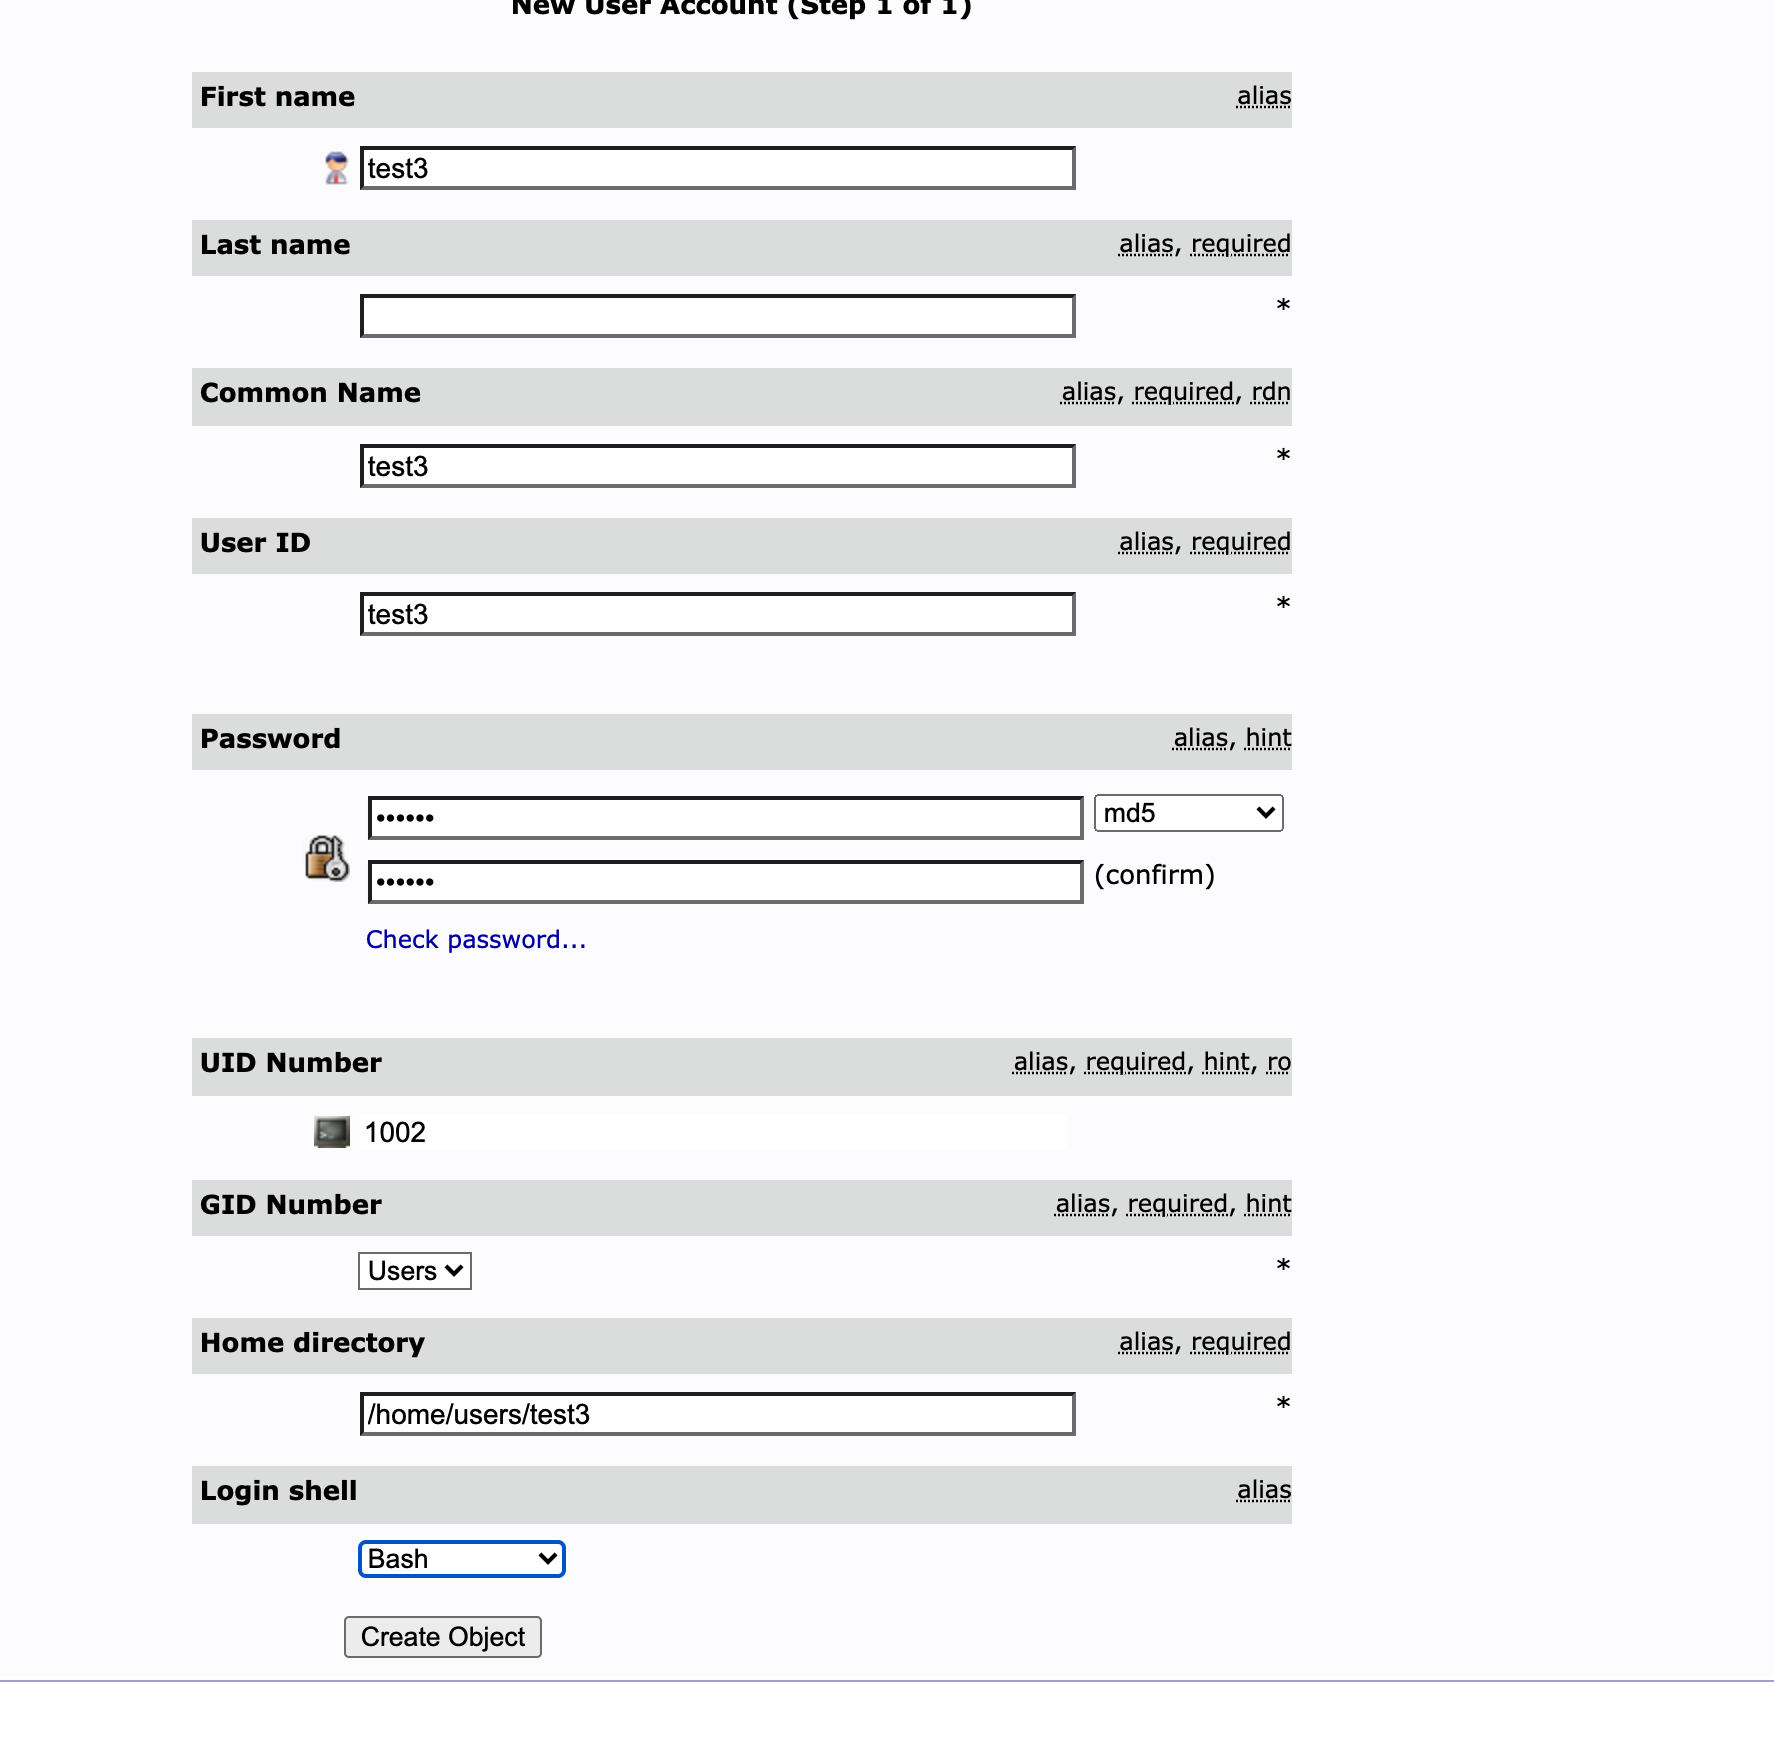 New User Account (Step 1 of 1)
First name alias
test3
Last name alias, required
*
Common Name alias, required, rdn
test3 *
User ID alias, required
test3 *
Password alias, hint
•••••• md5
•••••• (confirm)
Check password...
UID Number alias, required, hint, ro
1002
GID Number alias, required, hint
Users *
Home directory alias, required
/home/users/test3 *
Login shell alias
Bash
Create Object